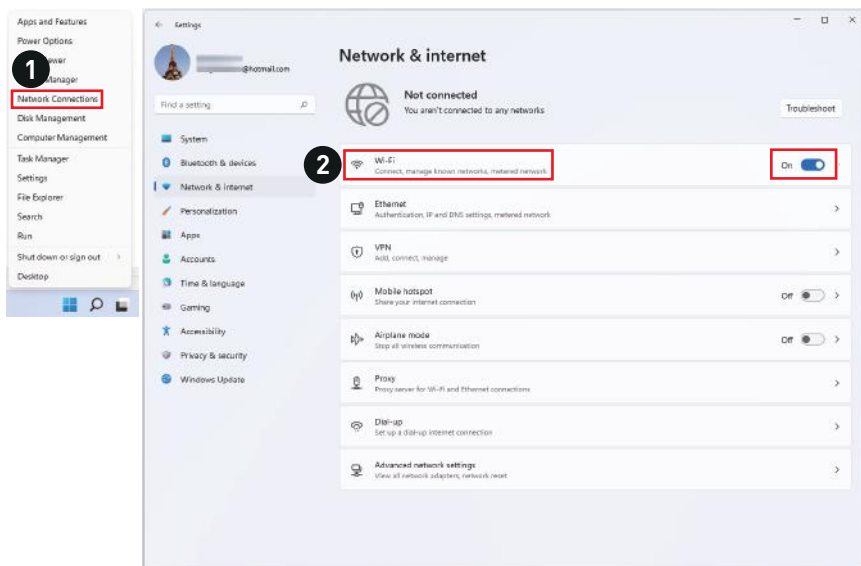 Apps and Features
Power Options
ewer
1
Manager
Network Connections
Disk Management
Computer Management
Task Manager
Settings
File Explorer
Search
Run
Shut down or sign out
Desktop
Settings
@hotmail.com
Find a setting
System
Bluetooth & devices
Network & internet
Personalization
Apps
Accounts
Time & language
Gaming
Accessibility
Privacy & security
Windows Update
Network & internet
Not connected
You aren't connected to any networks
Troubleshoot
2
Wi-Fi
Connect, manage known networks, metered network
On
Ethernet
Authentication, IP and DNS settings, metered network
VPN
Add, connect, manage
Mobile hotspot
Share your internet connection
Off
Airplane mode
Stop all wireless communication
Off
Proxy
Proxy server for Wi-Fi and Ethernet connections
Dial-up
Set up a dial-up internet connection
Advanced network settings
View all network adapters, network reset